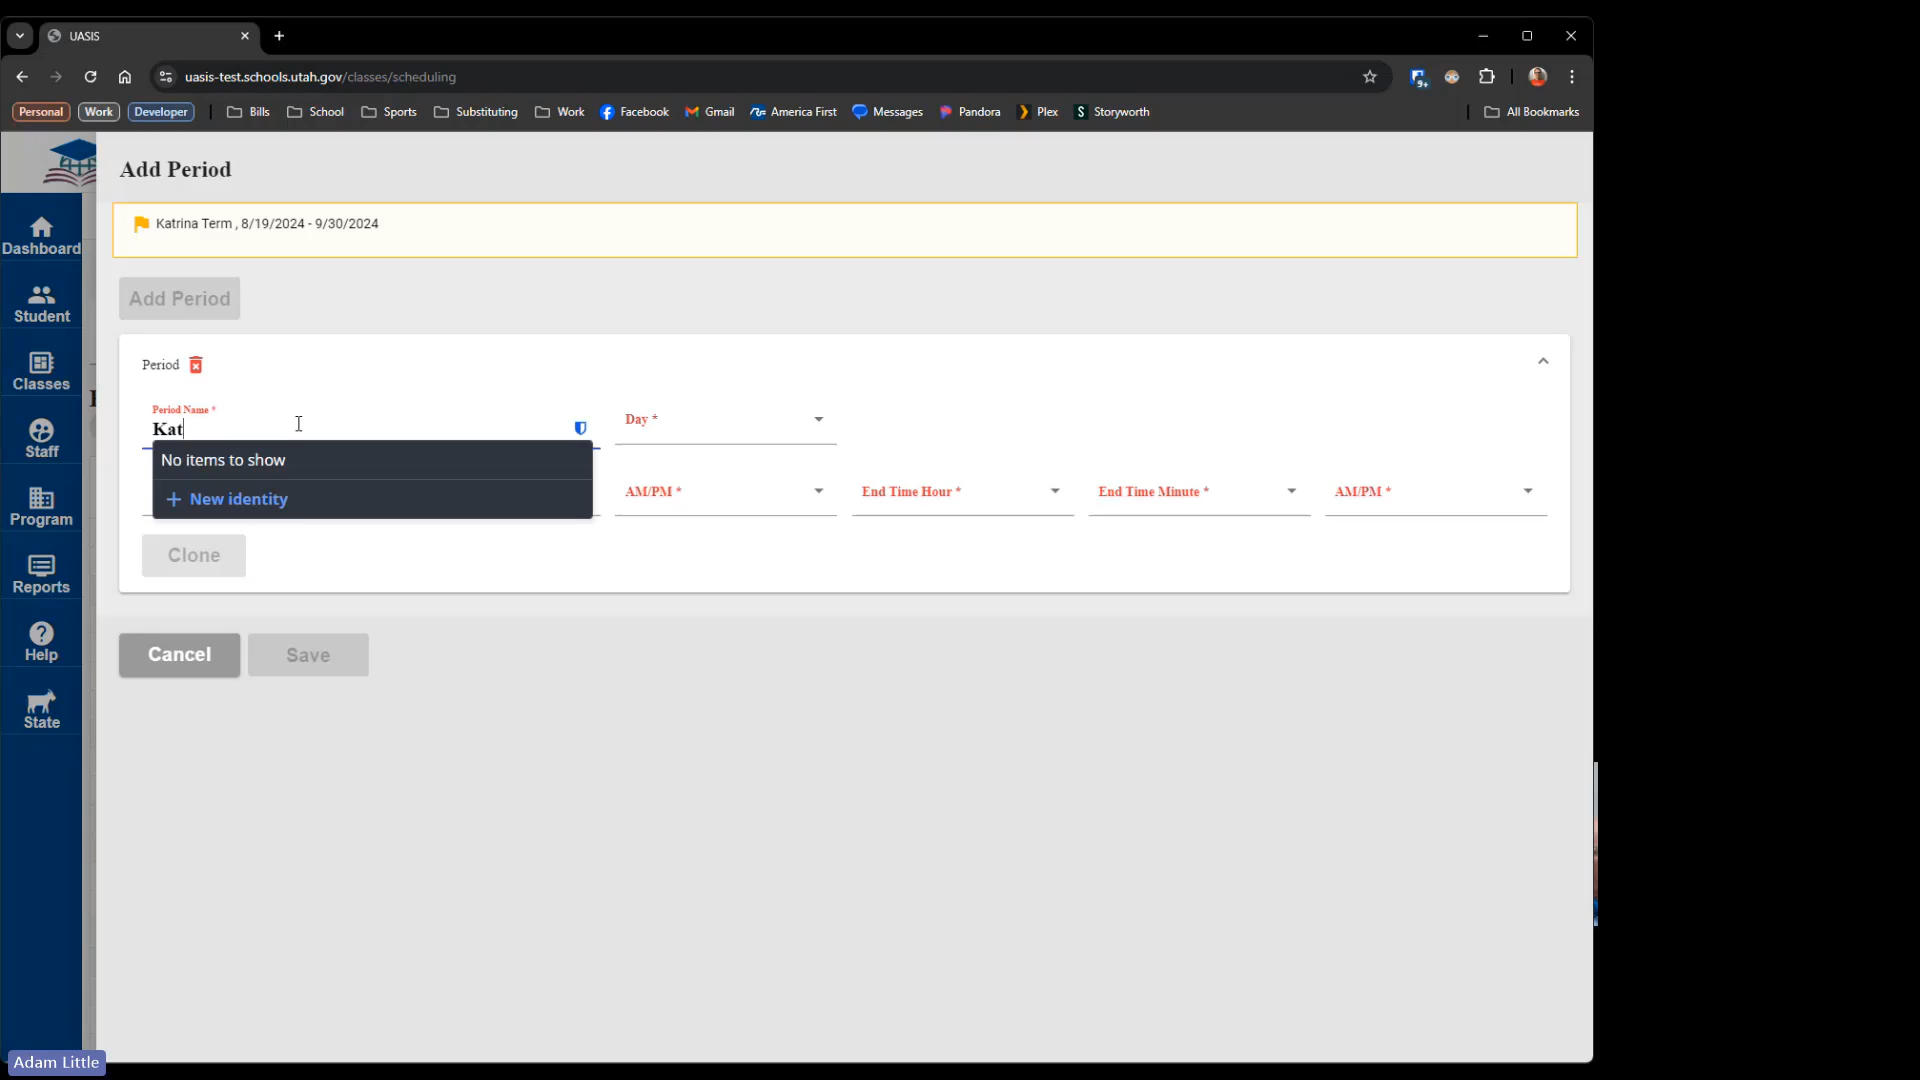 UASIS
uasis-test.schools.utah.gov/classes/scheduling
9+
Personal Work Developer Bills School Sports Substituting Work Facebook Gmail America First Messages Pandora Plex S Storyworth All Bookmarks
Add Period
Katrina Term , 8/19/2024 - 9/30/2024
Dashboard
Add Period
Student
Period
Classes
Period Name *
Kat
Day *
Staff
No items to show
AM/PM * End Time Hour * End Time Minute * AM/PM *
New identity
Program
Clone
Reports
Cancel Save
Help
State
Adam Little